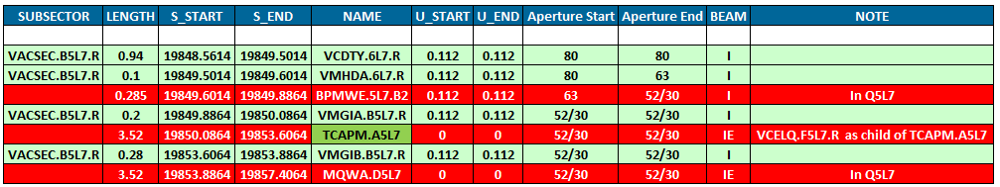 SUBSECTOR LENGTH S_START S_END NAME U_START U_END Aperture Start Aperture End BEAM NOTE
VACSEC.B5L7.R 0.94 19848.5614 19849.5014 VCDTY.6L7.R 0.112 0.112 80 80 I
VACSEC.B5L7.R 0.1 19849.5014 19849.6014 VMHDA.6L7.R 0.112 0.112 80 63 I
0.285 19849.6014 19849.8864 BPMWE.5L7.B2 0.112 0.112 63 52/30 I In Q5L7
VACSEC.B5L7.R 0.2 19849.8864 19850.0864 VMGIA.B5L7.R 0.112 0.112 52/30 52/30 I
3.52 19850.0864 19853.6064 TCAPM.A5L7 0 0 52/30 52/30 IE VCELQ.F5L7.R as child of TCAPM.A5L7
VACSEC.B5L7.R 0.28 19853.6064 19853.8864 VMGIB.B5L7.R 0.112 0.112 52/30 52/30 I
3.52 19853.8864 19857.4064 MQWA.D5L7 0 0 52/30 52/30 IE In Q5L7